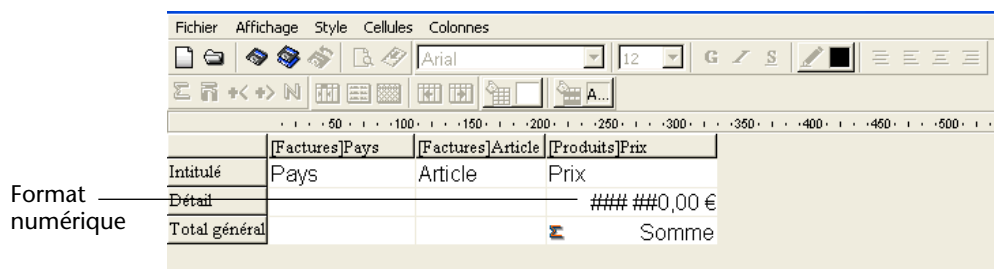 Fichier Affichage Style Cellules Colonnes
Arial 12 G I S
Σ n +< +> N A...
50 100 150 200 250 300 350 400 450 500
[Factures]Pays [Factures]Article [Produits]Prix
Intitulé Pays Article Prix
Format numérique
Détail ### ##0,00 €
Total général Σ Somme